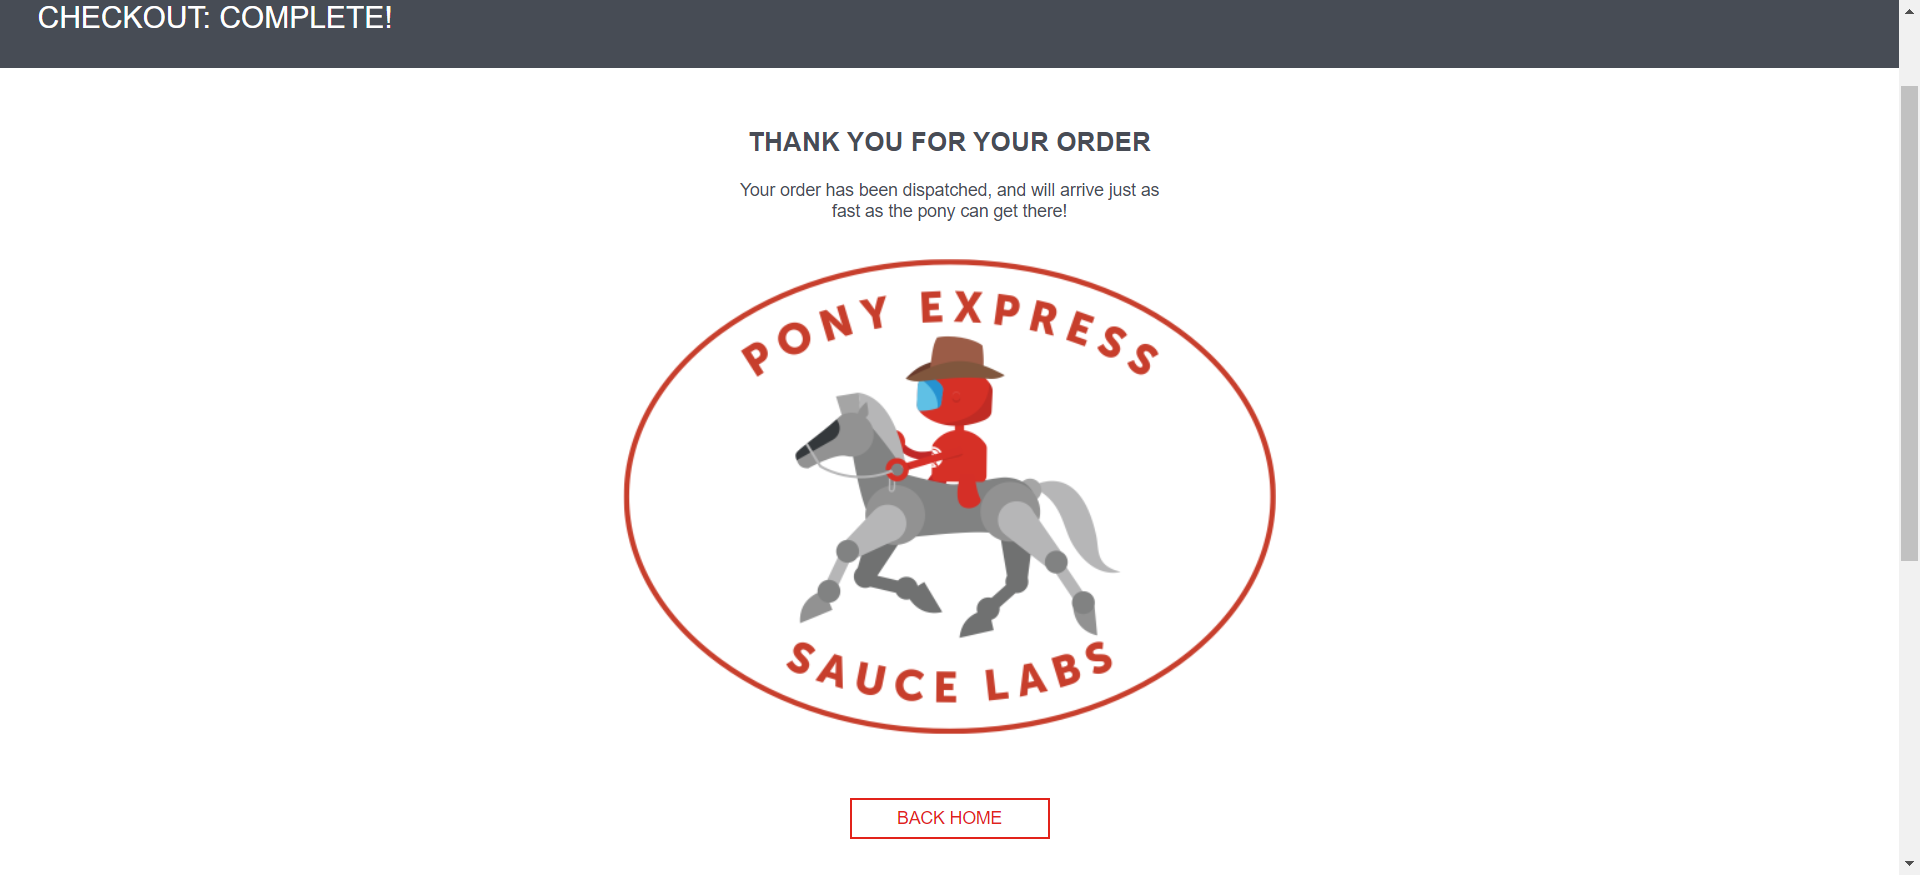 CHECKOUT: COMPLETE!
THANK YOU FOR YOUR ORDER
Your order has been dispatched, and will arrive just as
fast as the pony can get there!
PONY EXPRESS
SAUCE LABS
BACK HOME